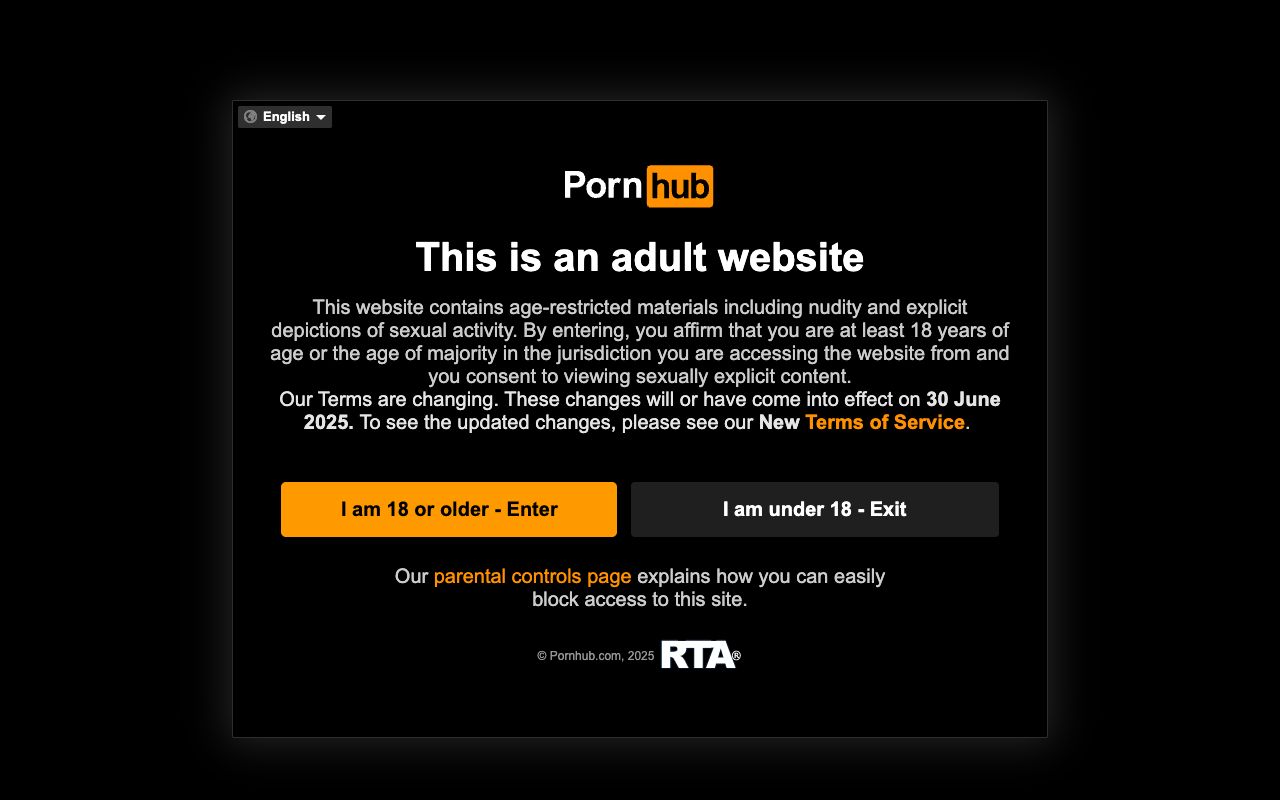 English
Pornhub
This is an adult website
This website contains age-restricted materials including nudity and explicit
depictions of sexual activity. By entering, you affirm that you are at least 18 years of
age or the age of majority in the jurisdiction you are accessing the website from and
you consent to viewing sexually explicit content.
Our Terms are changing. These changes will or have come into effect on 30 June
2025. To see the updated changes, please see our New Terms of Service.
I am 18 or older - Enter
I am under 18 - Exit
Our parental controls page explains how you can easily
block access to this site.
© Pornhub.com, 2025 RTA®